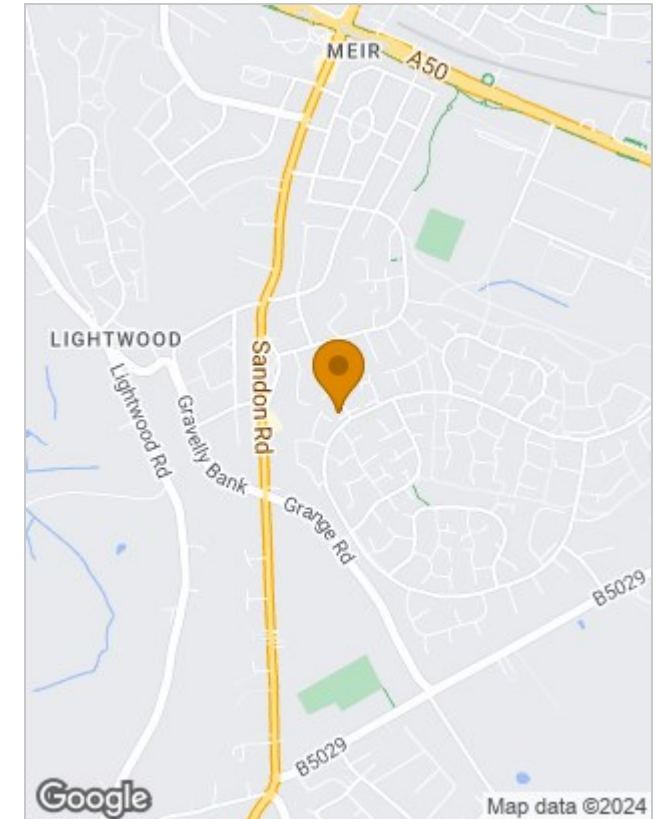 MEIR
A50
LIGHTWOOD
Sandon Rd
Lightwood Rd
Gravelly Bank
Grange Rd
B5029
B5029
Google
Map data ©2024